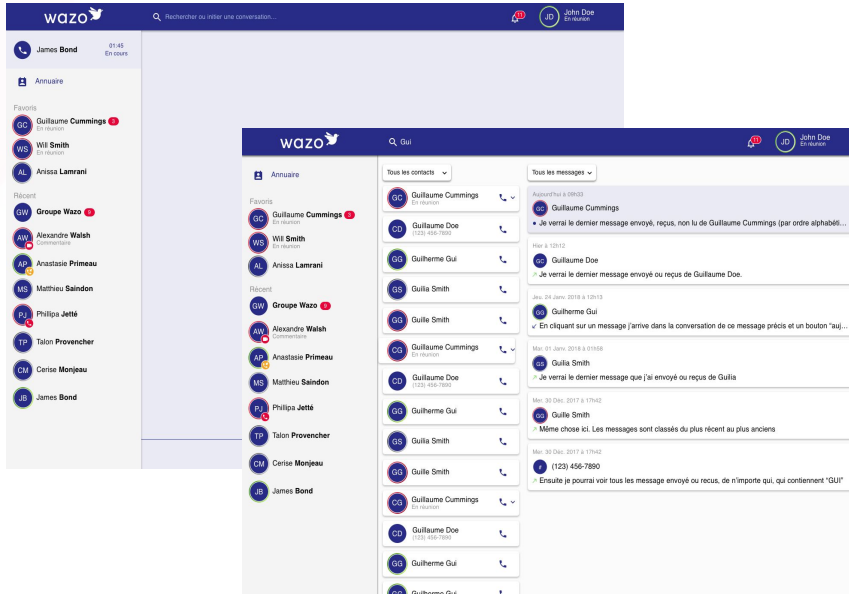 wazo
Rechercher ou initier une conversation...
11
JD
John Doe
En réunion
James Bond
01:45
En cours
Annuaire
Favoris
GC
Guillaume Cummings 3
En réunion
WS
Will Smith
En réunion
AL
Anissa Lamrani
Récent
GW
Groupe Wazo 9
AW
Alexandre Walsh
Commentaire
AP
Anastasie Primeau
MS
Matthieu Saindon
PJ
Phillipa Jetté
TP
Talon Provencher
CM
Cerise Monjeau
JB
James Bond
wazo
Gui
11
JD
John Doe
En réunion
Annuaire
Favoris
GC
Guillaume Cummings 3
En réunion
WS
Will Smith
En réunion
AL
Anissa Lamrani
Récent
GW
Groupe Wazo 9
AW
Alexandre Walsh
Commentaire
AP
Anastasie Primeau
MS
Matthieu Saindon
PJ
Phillipa Jetté
TP
Talon Provencher
CM
Cerise Monjeau
JB
James Bond
Tous les contacts
GC
Guillaume Cummings
En réunion
CD
Guillaume Doe
(123) 456-7890
GG
Guilherme Gui
GS
Guilia Smith
GG
Guille Smith
CG
Guillaume Cummings
En réunion
CD
Guillaume Doe
(123) 456-7890
GG
Guilherme Gui
GS
Guilia Smith
GG
Guille Smith
CG
Guillaume Cummings
En réunion
CD
Guillaume Doe
(123) 456-7890
GG
Guilherme Gui
GG
Guilherme Gui
Tous les messages
Aujourd'hui à 09h33
GC
Guillaume Cummings
Je verrai le dernier message envoyé, reçus, non lu de Guillaume Cummings (par ordre alphabéti...
Hier à 12h12
GC
Guillaume Doe
Je verrai le dernier message envoyé ou reçus de Guillaume Doe.
Jeu. 24 Janv. 2018 à 12h13
GG
Guilherme Gui
En cliquant sur un message j'arrive dans la conversation de ce message précis et un bouton "auj...
Mar. 01 Janv. 2018 à 01h58
GS
Guilia Smith
Je verrai le dernier message que j'ai envoyé ou reçus de Guilia
Mer. 30 Déc. 2017 à 17h42
GG
Guille Smith
Même chose ici. Les messages sont classés du plus récent au plus anciens
Mer. 30 Déc. 2017 à 17h42
#
(123) 456-7890
Ensuite je pourrai voir tous les message envoyé ou recus, de n'importe qui, qui contiennent "GUI"